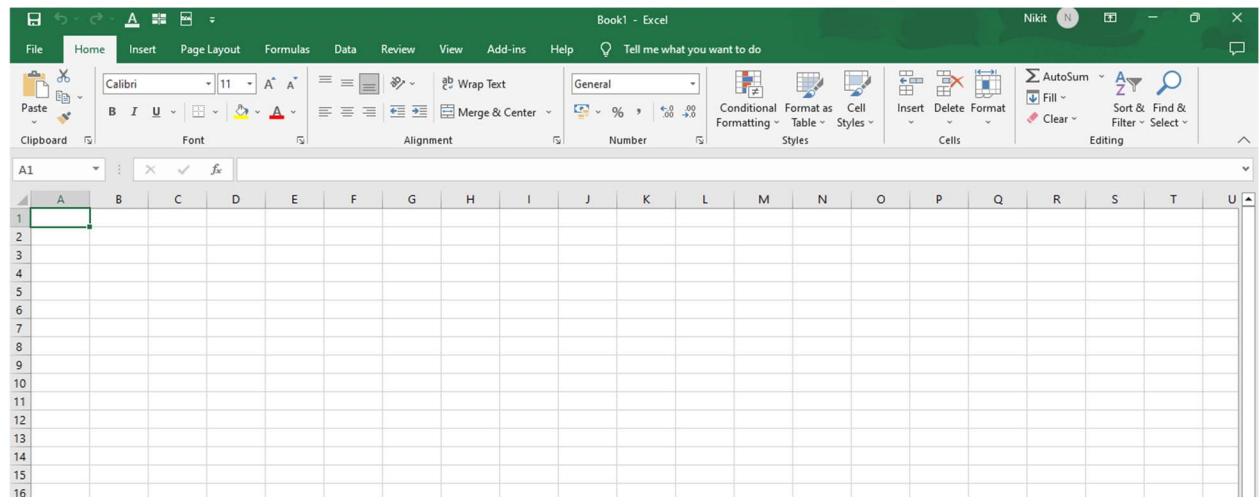 Book1 - Excel
Nikit N
File Home Insert Page Layout Formulas Data Review View Add-ins Help Tell me what you want to do
Paste
Clipboard
Calibri 11 A A
B I U A
Font
ab Wrap Text
Merge & Center
Alignment
General
% , .00
Number
Conditional Formatting
Format as Table
Cell Styles
Styles
Insert Delete Format
Cells
AutoSum
Fill
Clear
Sort & Filter
Find & Select
Editing
A1 fx
A B C D E F G H I J K L M N O P Q R S T U
1
2
3
4
5
6
7
8
9
10
11
12
13
14
15
16